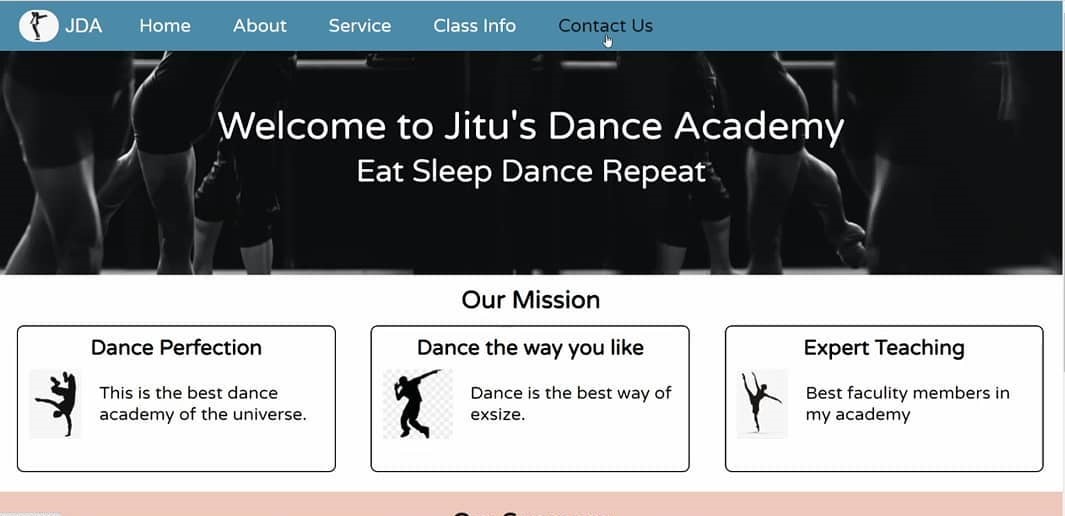 JDA Home About Service Class Info Contact Us
Welcome to Jitu's Dance Academy
Eat Sleep Dance Repeat
Our Mission
Dance Perfection
This is the best dance
academy of the universe.
Dance the way you like
Dance is the best way of
exsize.
Expert Teaching
Best faculity members in
my academy